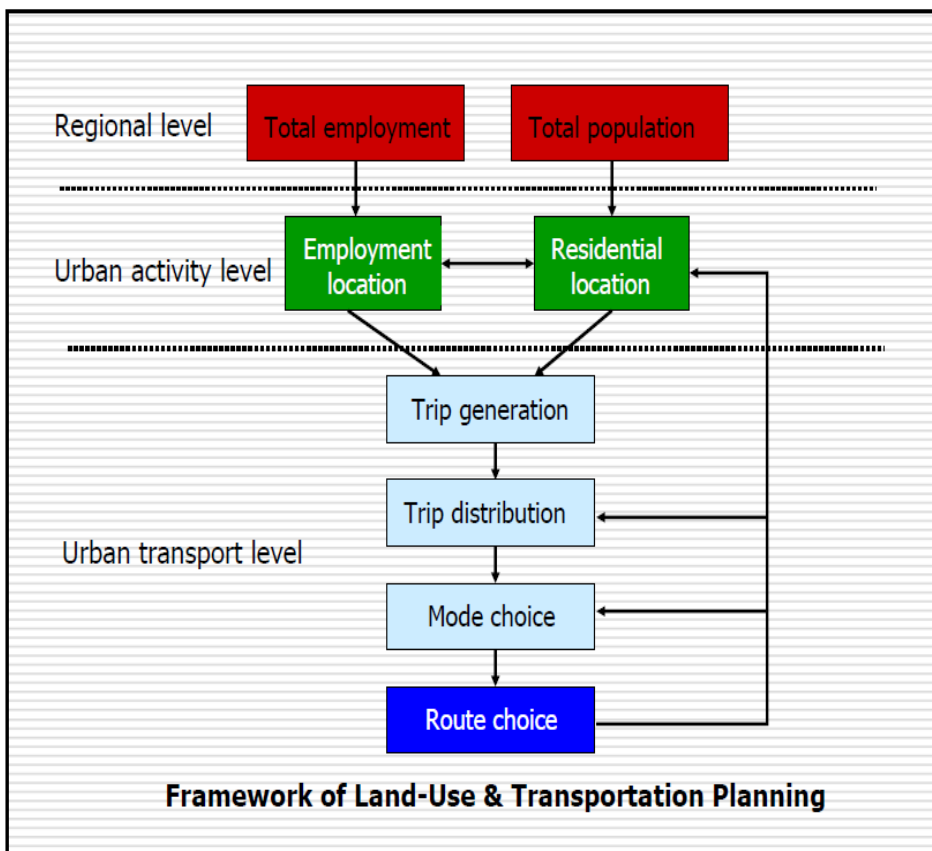 Regional level
Total employment
Total population
Urban activity level
Employment
location
Residential
location
Trip generation
Trip distribution
Urban transport level
Mode choice
Route choice
Framework of Land-Use & Transportation Planning